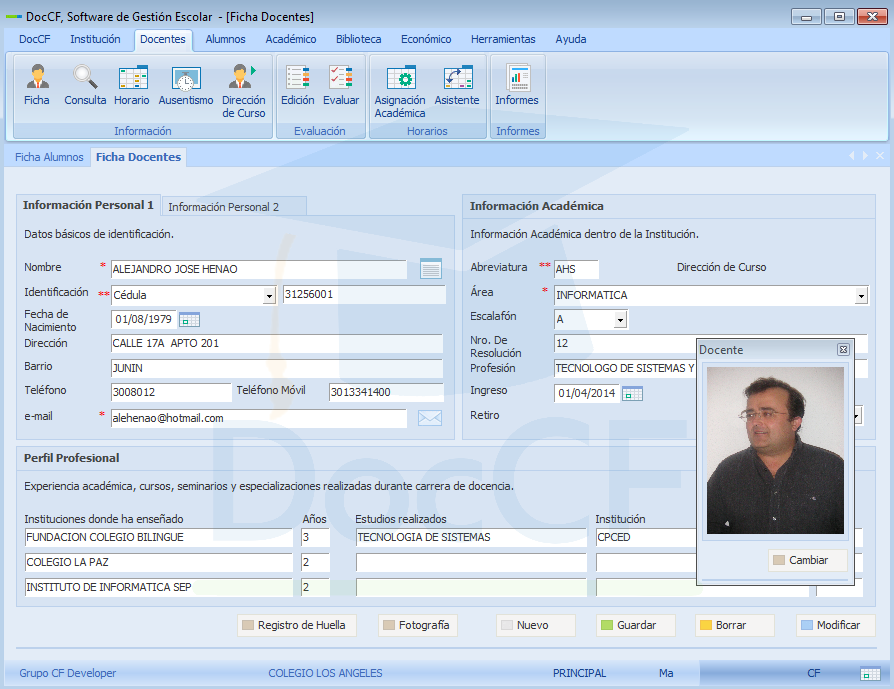 DocCF, Software de Gestión Escolar - [Ficha Docentes]
DocCF Institución Docentes Alumnos Académico Biblioteca Económico Herramientas Ayuda
Ficha Consulta Horario Ausentismo Dirección de Curso Edición Evaluar Asignación Académica Asistente Informes
Información Evaluación Horarios Informes
Ficha Alumnos Ficha Docentes
Información Personal 1 Información Personal 2
Datos básicos de identificación.
Nombre * ALEJANDRO JOSE HENAO
Identificación ** Cédula 31256001
Fecha de Nacimiento 01/08/1979
Dirección CALLE 17A APTO 201
Barrio JUNIN
Teléfono 3008012 Teléfono Móvil 3013341400
e-mail * alehenao@hotmail.com
Información Académica
Información Académica dentro de la Institución.
Abreviatura ** AHS Dirección de Curso
Área * INFORMATICA
Escalafón A
Nro. De Resolución 12
Profesión TECNOLOGO DE SISTEMAS Y
Ingreso 01/04/2014
Retiro
Docente
Cambiar
Perfil Profesional
Experiencia académica, cursos, seminarios y especializaciones realizadas durante carrera de docencia.
Instituciones donde ha enseñado Años Estudios realizados Institución
FUNDACION COLEGIO BILINGUE 3 TECNOLOGIA DE SISTEMAS CPCED
COLEGIO LA PAZ 2
INSTITUTO DE INFORMATICA SEP 2
Registro de Huella Fotografía Nuevo Guardar Borrar Modificar
Grupo CF Developer COLEGIO LOS ANGELES PRINCIPAL Ma CF
DocCF